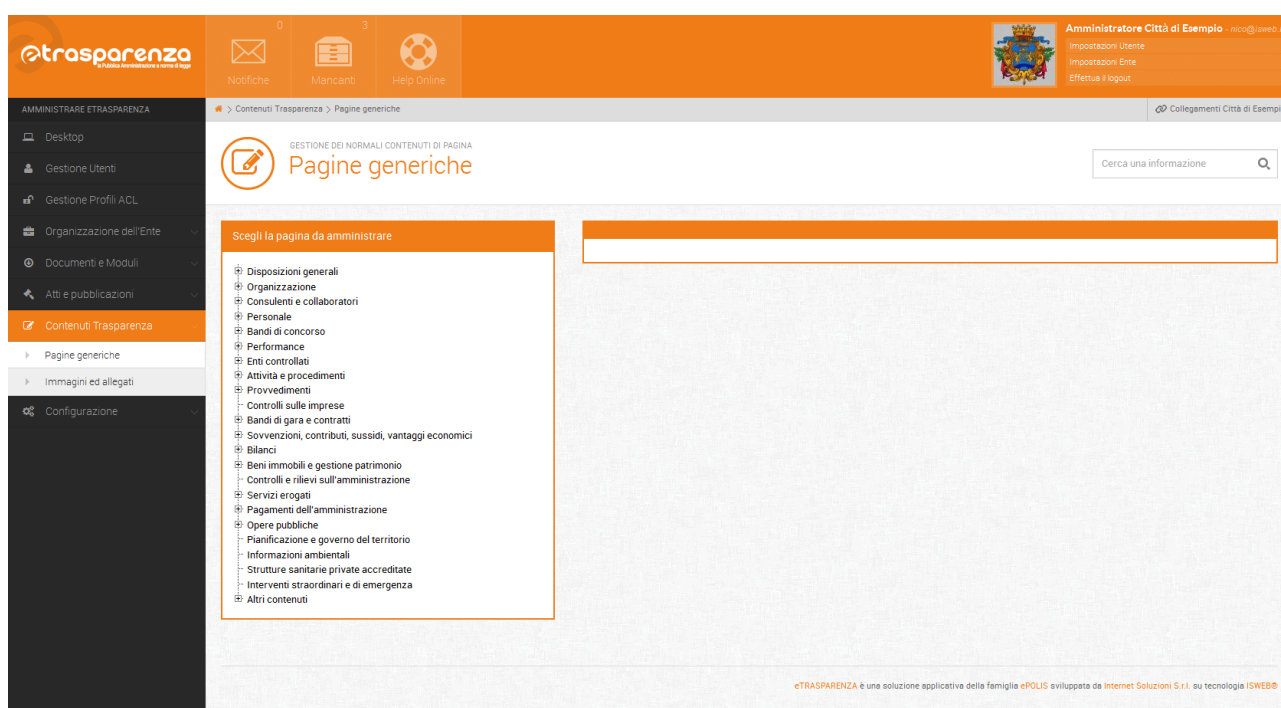 etrasparenza
la Pubblica Amministrazione a norma di legge
0
Notifiche
3
Mancanti
Help Online
Amministratore Città di Esempio - nico@isweb.
Impostazioni Utente
Impostazioni Ente
Effettua il logout
AMMINISTRARE ETRASPARENZA
> Contenuti Trasparenza > Pagine generiche
Collegamenti Città di Esempi
Desktop
Gestione Utenti
Gestione Profili ACL
Organizzazione dell'Ente
Documenti e Moduli
Atti e pubblicazioni
Contenuti Trasparenza
Pagine generiche
Immagini ed allegati
Configurazione
GESTIONE DEI NORMALI CONTENUTI DI PAGINA
Pagine generiche
Cerca una informazione
Scegli la pagina da amministrare
Disposizioni generali
Organizzazione
Consulenti e collaboratori
Personale
Bandi di concorso
Performance
Enti controllati
Attività e procedimenti
Provvedimenti
Controlli sulle imprese
Bandi di gara e contratti
Sovvenzioni, contributi, sussidi, vantaggi economici
Bilanci
Beni immobili e gestione patrimonio
Controlli e rilievi sull'amministrazione
Servizi erogati
Pagamenti dell'amministrazione
Opere pubbliche
Pianificazione e governo del territorio
Informazioni ambientali
Strutture sanitarie private accreditate
Interventi straordinari e di emergenza
Altri contenuti
eTRASPARENZA è una soluzione applicativa della famiglia ePOLIS sviluppata da Internet Soluzioni S.r.l. su tecnologia ISWEB®